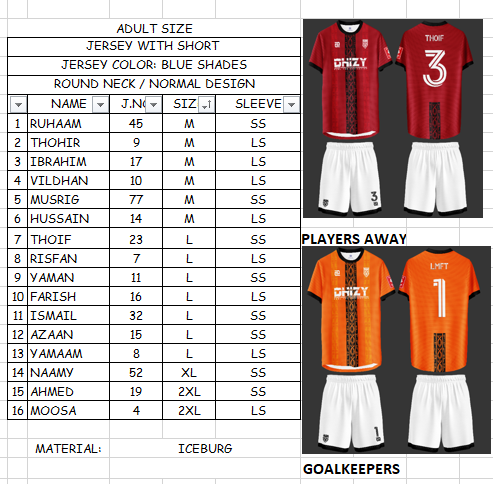 ADULT SIZE
JERSEY WITH SHORT
JERSEY COLOR: BLUE SHADES
ROUND NECK / NORMAL DESIGN
NAME J.NO SIZ SLEEVE
1 RUHAAM 45 M SS
2 THOHIR 9 M LS
3 IBRAHIM 17 M LS
4 VILDHAN 10 M LS
5 MUSRIG 77 M SS
6 HUSSAIN 14 M LS
7 THOIF 23 L SS
8 RISFAN 7 L LS
9 YAMAN 11 L SS
10 FARISH 16 L LS
11 ISMAIL 32 L SS
12 AZAAN 15 L SS
13 YAMAAM 8 L LS
14 NAAMY 52 XL SS
15 AHMED 19 2XL SS
16 MOOSA 4 2XL LS
MATERIAL: ICEBURG
DHIZY
THOIF
3
3
PLAYERS AWAY
DHIZY
LMFT
1
1
GOALKEEPERS